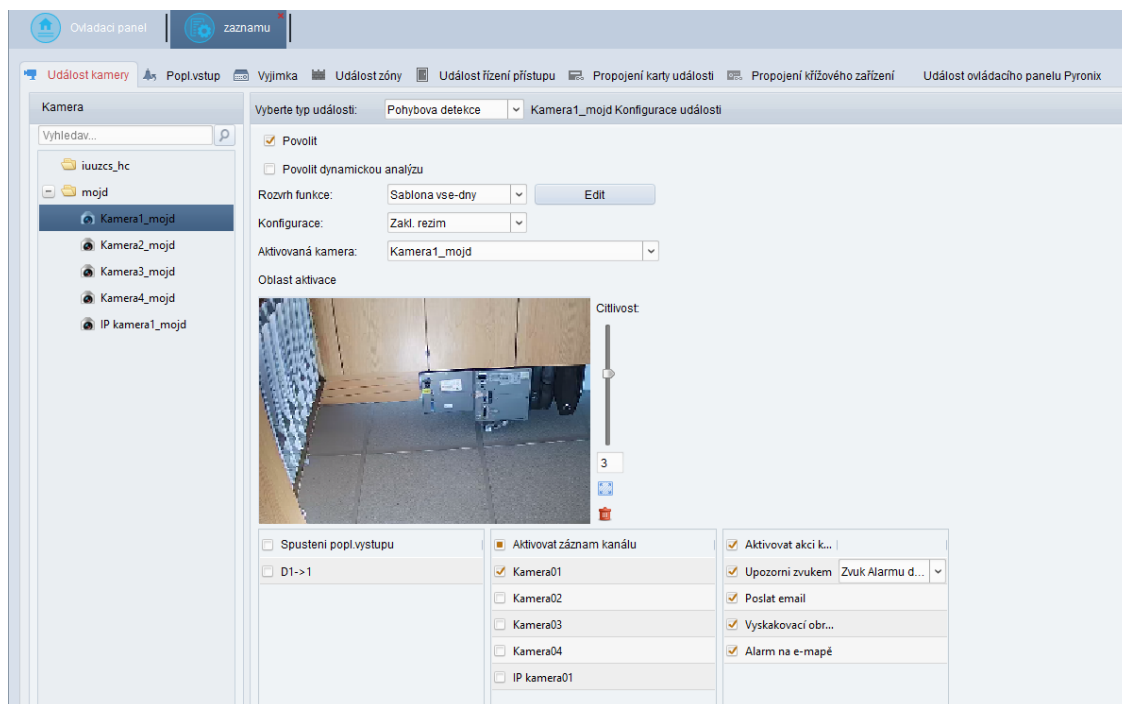 Ovladaci panel
zaznamu
Událost kamery
Popl.vstup
Vyjimka
Událost zóny
Událost řízení přístupu
Propojení karty události
Propojení křížového zařízení
Událost ovládacího panelu Pyronix
Kamera
Vyberte typ události:
Pohybova detekce
Kamera1_mojd Konfigurace události
Vyhledav...
Povolit
iuuzcs_hc
Povolit dynamickou analýzu
mojd
Rozvrh funkce:
Sablona vse-dny
Edit
Kamera1_mojd
Konfigurace:
Zakl. rezim
Kamera2_mojd
Aktivovaná kamera:
Kamera1_mojd
Kamera3_mojd
Oblast aktivace
Kamera4_mojd
Citlivost:
IP kamera1_mojd
3
Spusteni popl.vystupu
Aktivovat záznam kanálu
Aktivovat akci k...
D1->1
Kamera01
Upozorni zvukem
Zvuk Alarmu d...
Kamera02
Poslat email
Kamera03
Vyskakovací obr...
Kamera04
Alarm na e-mapě
IP kamera01